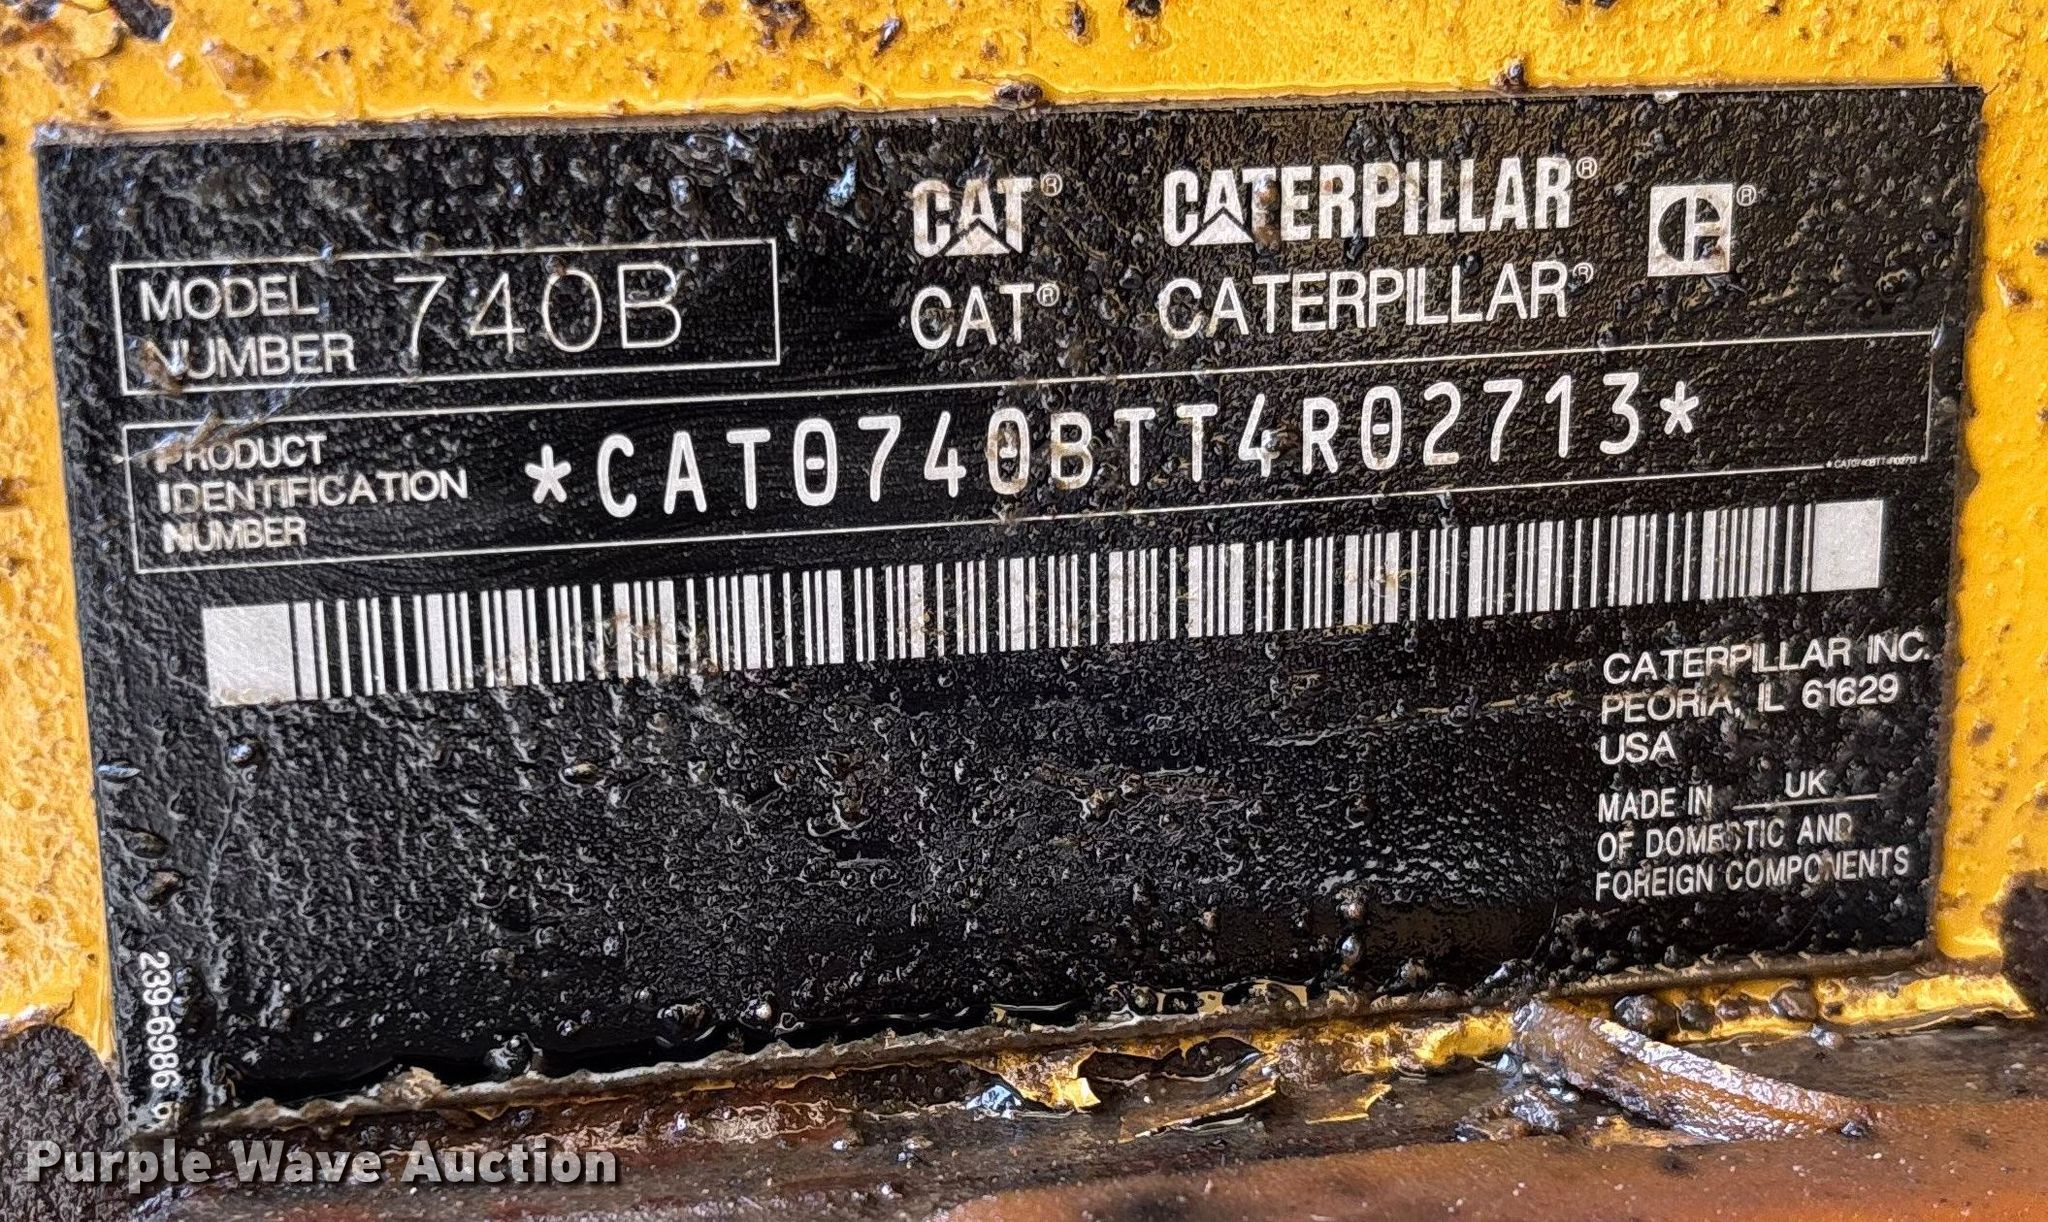 CAT® CATERPILLAR® ®
CAT® CATERPILLAR®
MODEL
NUMBER 740B
PRODUCT
IDENTIFICATION
NUMBER
*CAT0740BTT4R02713*
CATERPILLAR INC.
PEORIA, IL 61629
USA
MADE IN UK
OF DOMESTIC AND
FOREIGN COMPONENTS
239-6986
Purple Wave Auction